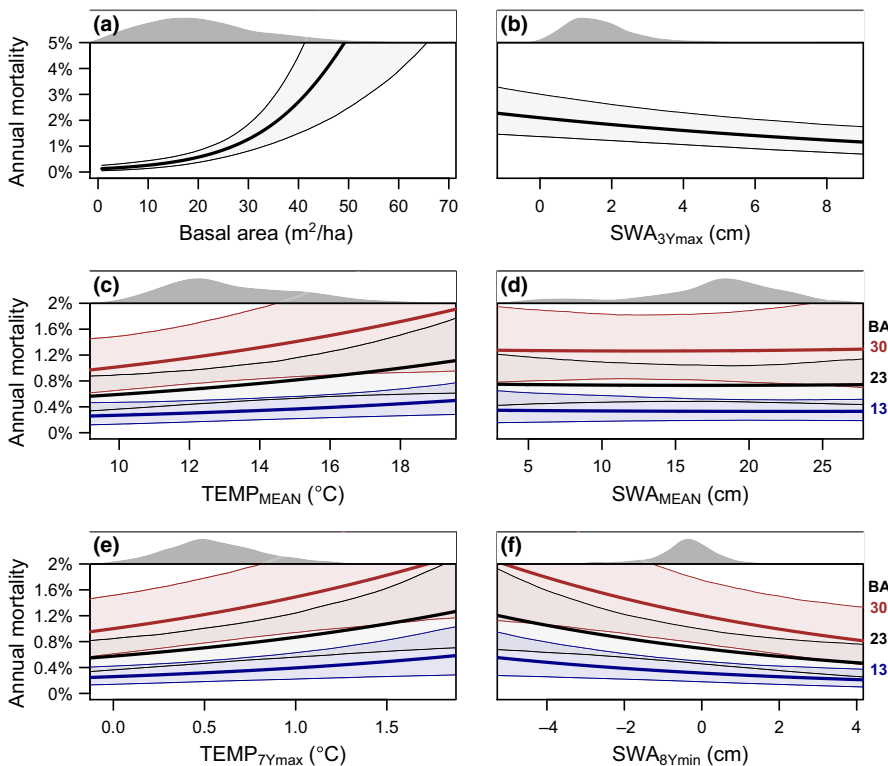 (a)
(b)
Annual mortality
5%
4%
3%
2%
1%
0%
0 10 20 30 40 50 60 70
0 2 4 6 8
Basal area (m²/ha)
SWA3Ymax (cm)
(c)
(d)
Annual mortality
2%
1.6%
1.2%
0.8%
0.4%
0%
BA
30
23
13
10 12 14 16 18
5 10 15 20 25
TEMPMEAN (°C)
SWAMEAN (cm)
(e)
(f)
Annual mortality
2%
1.6%
1.2%
0.8%
0.4%
0%
BA
30
23
13
0.0 0.5 1.0 1.5
−4 −2 0 2 4
TEMP7Ymax (°C)
SWA8Ymin (cm)